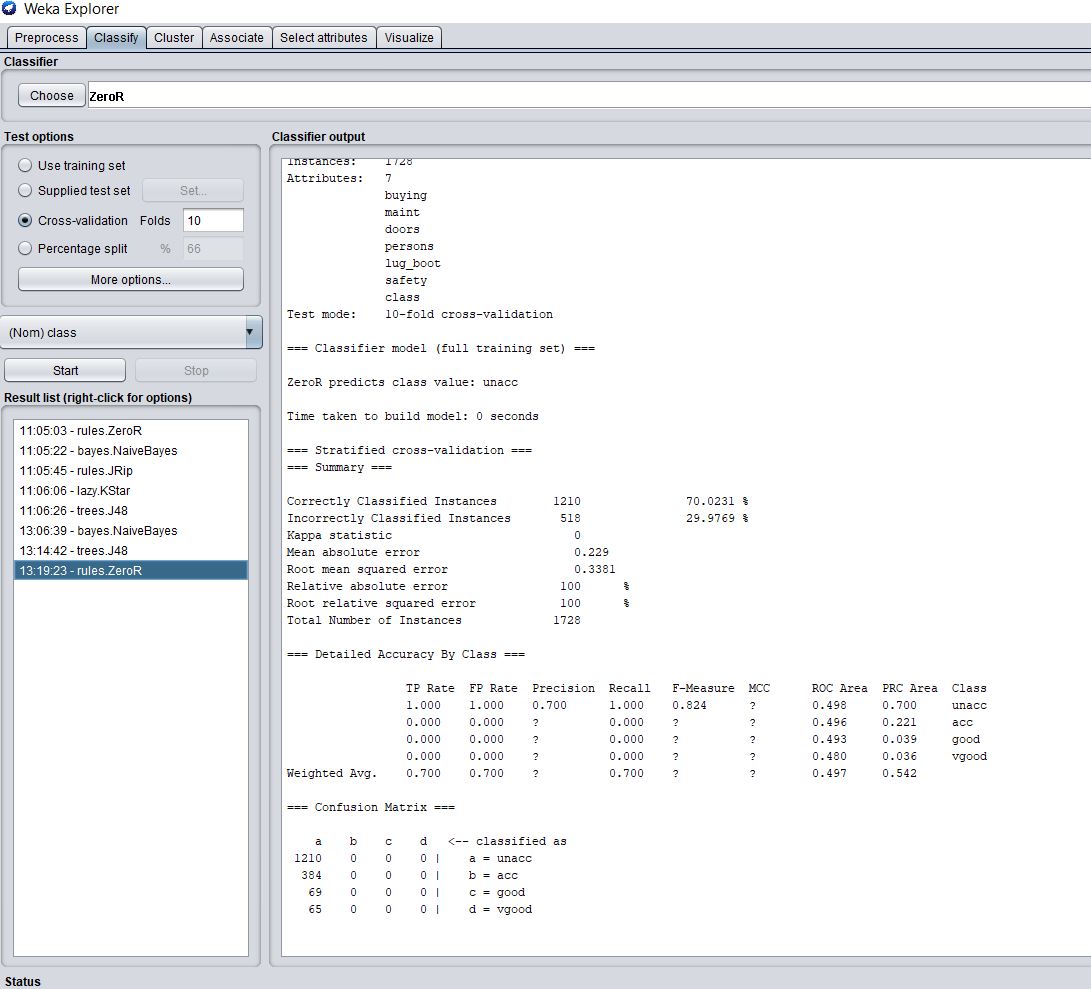 Weka Explorer
Preprocess Classify Cluster Associate Select attributes Visualize
Classifier
Choose ZeroR
Test options
Use training set
Supplied test set Set...
Cross-validation Folds 10
Percentage split % 66
More options...
(Nom) class
Start Stop
Result list (right-click for options)
11:05:03 - rules.ZeroR
11:05:22 - bayes.NaiveBayes
11:05:45 - rules.JRip
11:06:06 - lazy.KStar
11:06:26 - trees.J48
13:06:39 - bayes.NaiveBayes
13:14:42 - trees.J48
13:19:23 - rules.ZeroR
Classifier output
Instances: 1728
Attributes: 7
buying
maint
doors
persons
lug_boot
safety
class
Test mode: 10-fold cross-validation
=== Classifier model (full training set) ===
ZeroR predicts class value: unacc
Time taken to build model: 0 seconds
=== Stratified cross-validation ===
=== Summary ===
Correctly Classified Instances 1210 70.0231 %
Incorrectly Classified Instances 518 29.9769 %
Kappa statistic 0
Mean absolute error 0.229
Root mean squared error 0.3381
Relative absolute error 100 %
Root relative squared error 100 %
Total Number of Instances 1728
=== Detailed Accuracy By Class ===
TP Rate FP Rate Precision Recall F-Measure MCC ROC Area PRC Area Class
1.000 1.000 0.700 1.000 0.824 ? 0.498 0.700 unacc
0.000 0.000 ? 0.000 ? ? 0.496 0.221 acc
0.000 0.000 ? 0.000 ? ? 0.493 0.039 good
0.000 0.000 ? 0.000 ? ? 0.480 0.036 vgood
Weighted Avg. 0.700 0.700 ? 0.700 ? ? 0.497 0.542
=== Confusion Matrix ===
a b c d <-- classified as
1210 0 0 0 | a = unacc
384 0 0 0 | b = acc
69 0 0 0 | c = good
65 0 0 0 | d = vgood
Status